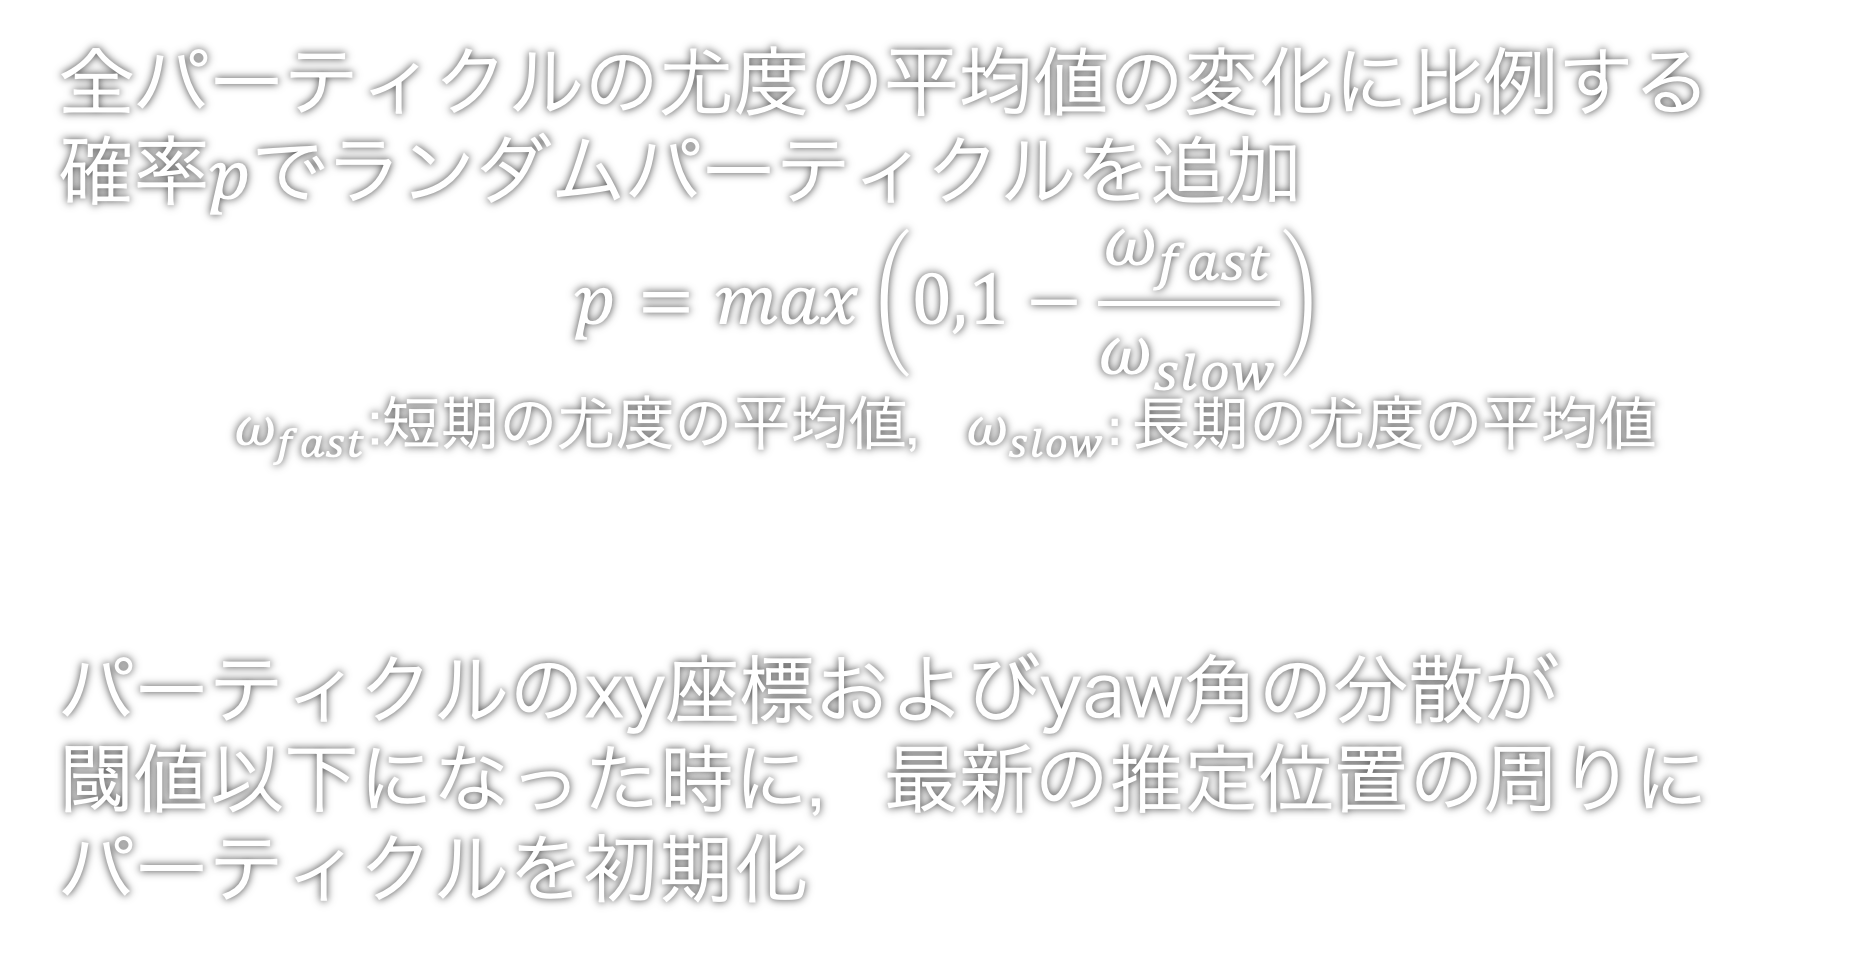 全パーティクルの尤度の平均値の変化に比例する
確率pでランダムパーティクルを追加
p = max(0,1 − ω_fast/ω_slow)
ω_fast:短期の尤度の平均値, ω_slow: 長期の尤度の平均値
パーティクルのxy座標およびyaw角の分散が
閾値以下になった時に, 最新の推定位置の周りに
パーティクルを初期化